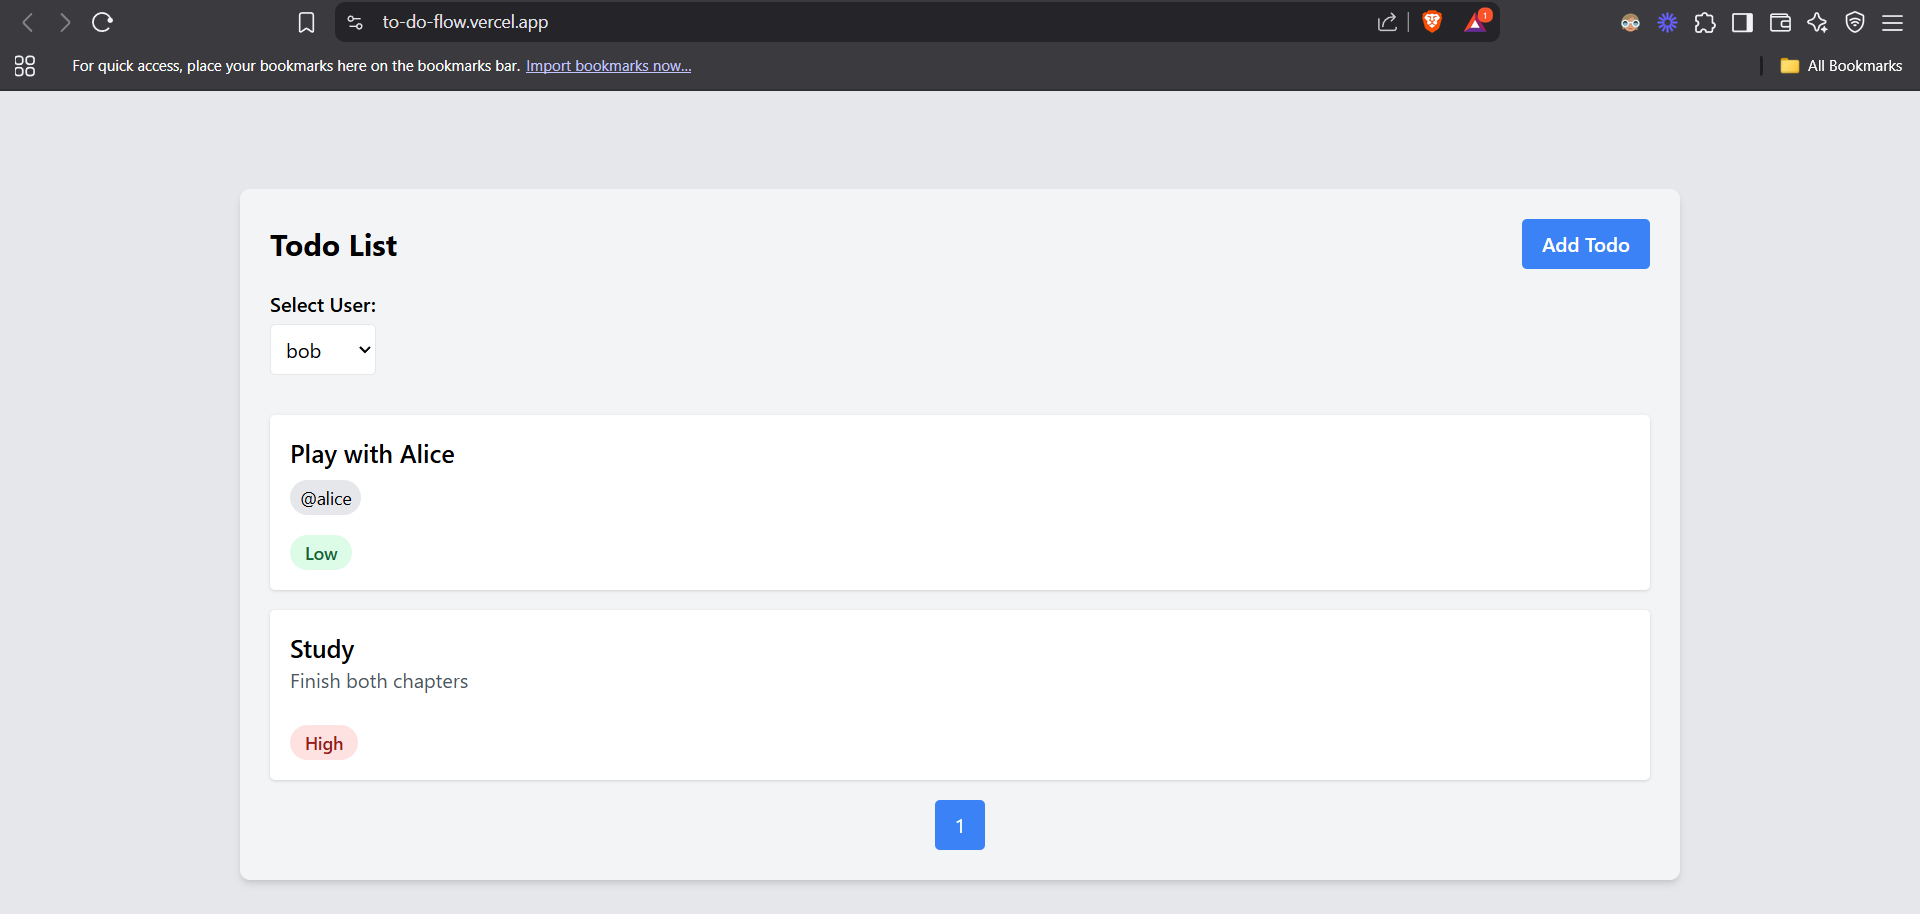 to-do-flow.vercel.app
1
For quick access, place your bookmarks here on the bookmarks bar. Import bookmarks now...
All Bookmarks
Todo List
Add Todo
Select User:
bob
Play with Alice
@alice
Low
Study
Finish both chapters
High
1